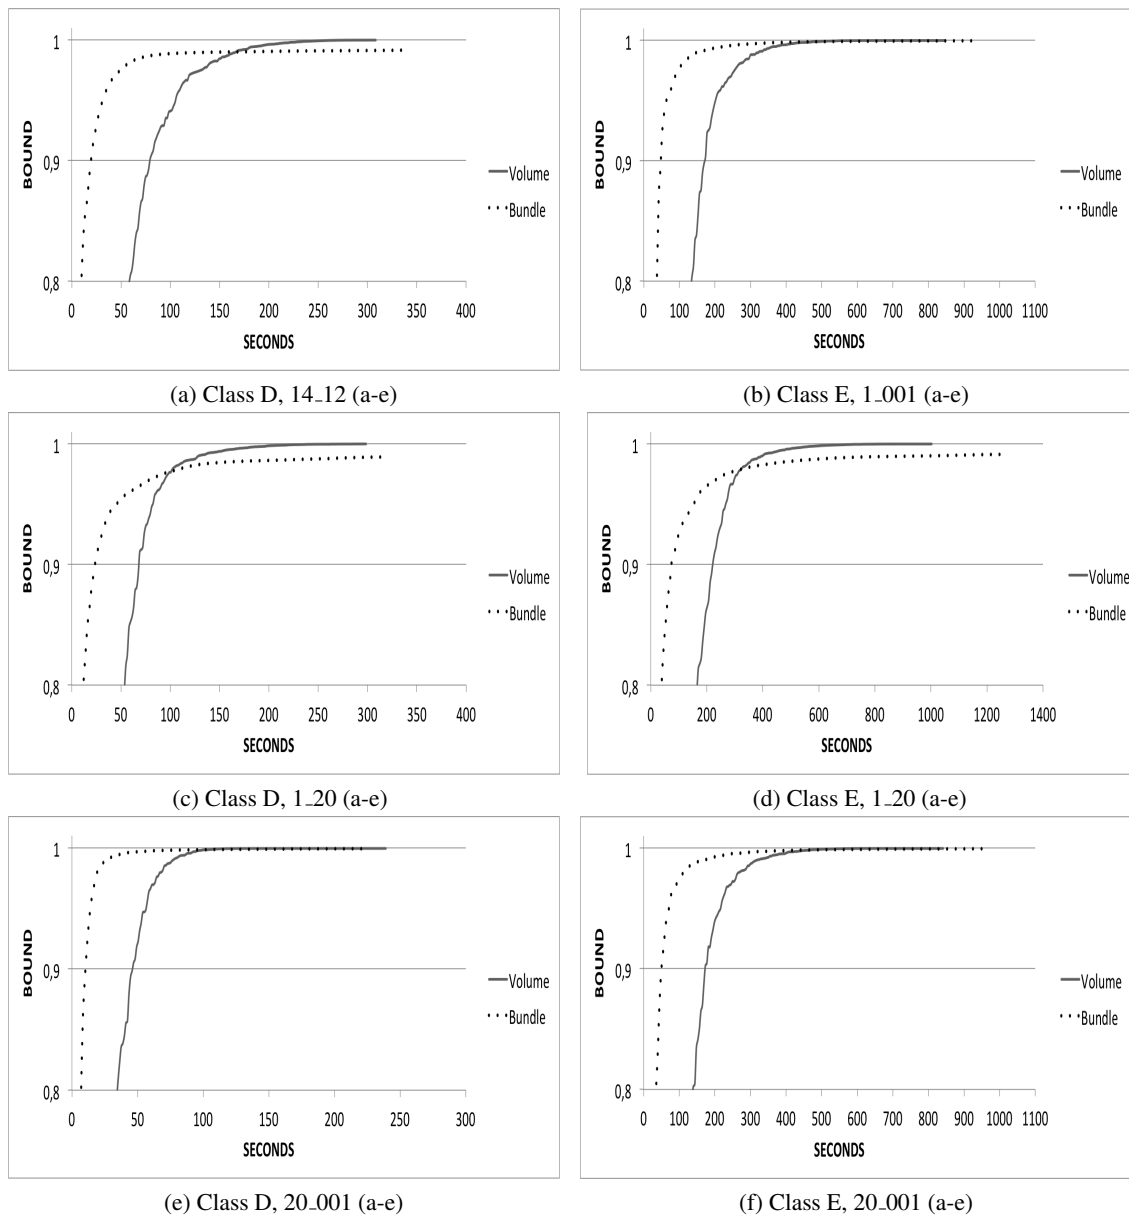 1
0,9
0,8
BOUND
0 50 100 150 200 250 300 350 400
SECONDS
Volume
Bundle
(a) Class D, 14_12 (a-e)
1
0,9
0,8
BOUND
0 100 200 300 400 500 600 700 800 900 1000 1100
SECONDS
Volume
Bundle
(b) Class E, 1_001 (a-e)
1
0,9
0,8
BOUND
0 50 100 150 200 250 300 350 400
SECONDS
Volume
Bundle
(c) Class D, 1_20 (a-e)
1
0,9
0,8
BOUND
0 200 400 600 800 1000 1200 1400
SECONDS
Volume
Bundle
(d) Class E, 1_20 (a-e)
1
0,9
0,8
BOUND
0 50 100 150 200 250 300
SECONDS
Volume
Bundle
(e) Class D, 20_001 (a-e)
1
0,9
0,8
BOUND
0 100 200 300 400 500 600 700 800 900 1000 1100
SECONDS
Volume
Bundle
(f) Class E, 20_001 (a-e)